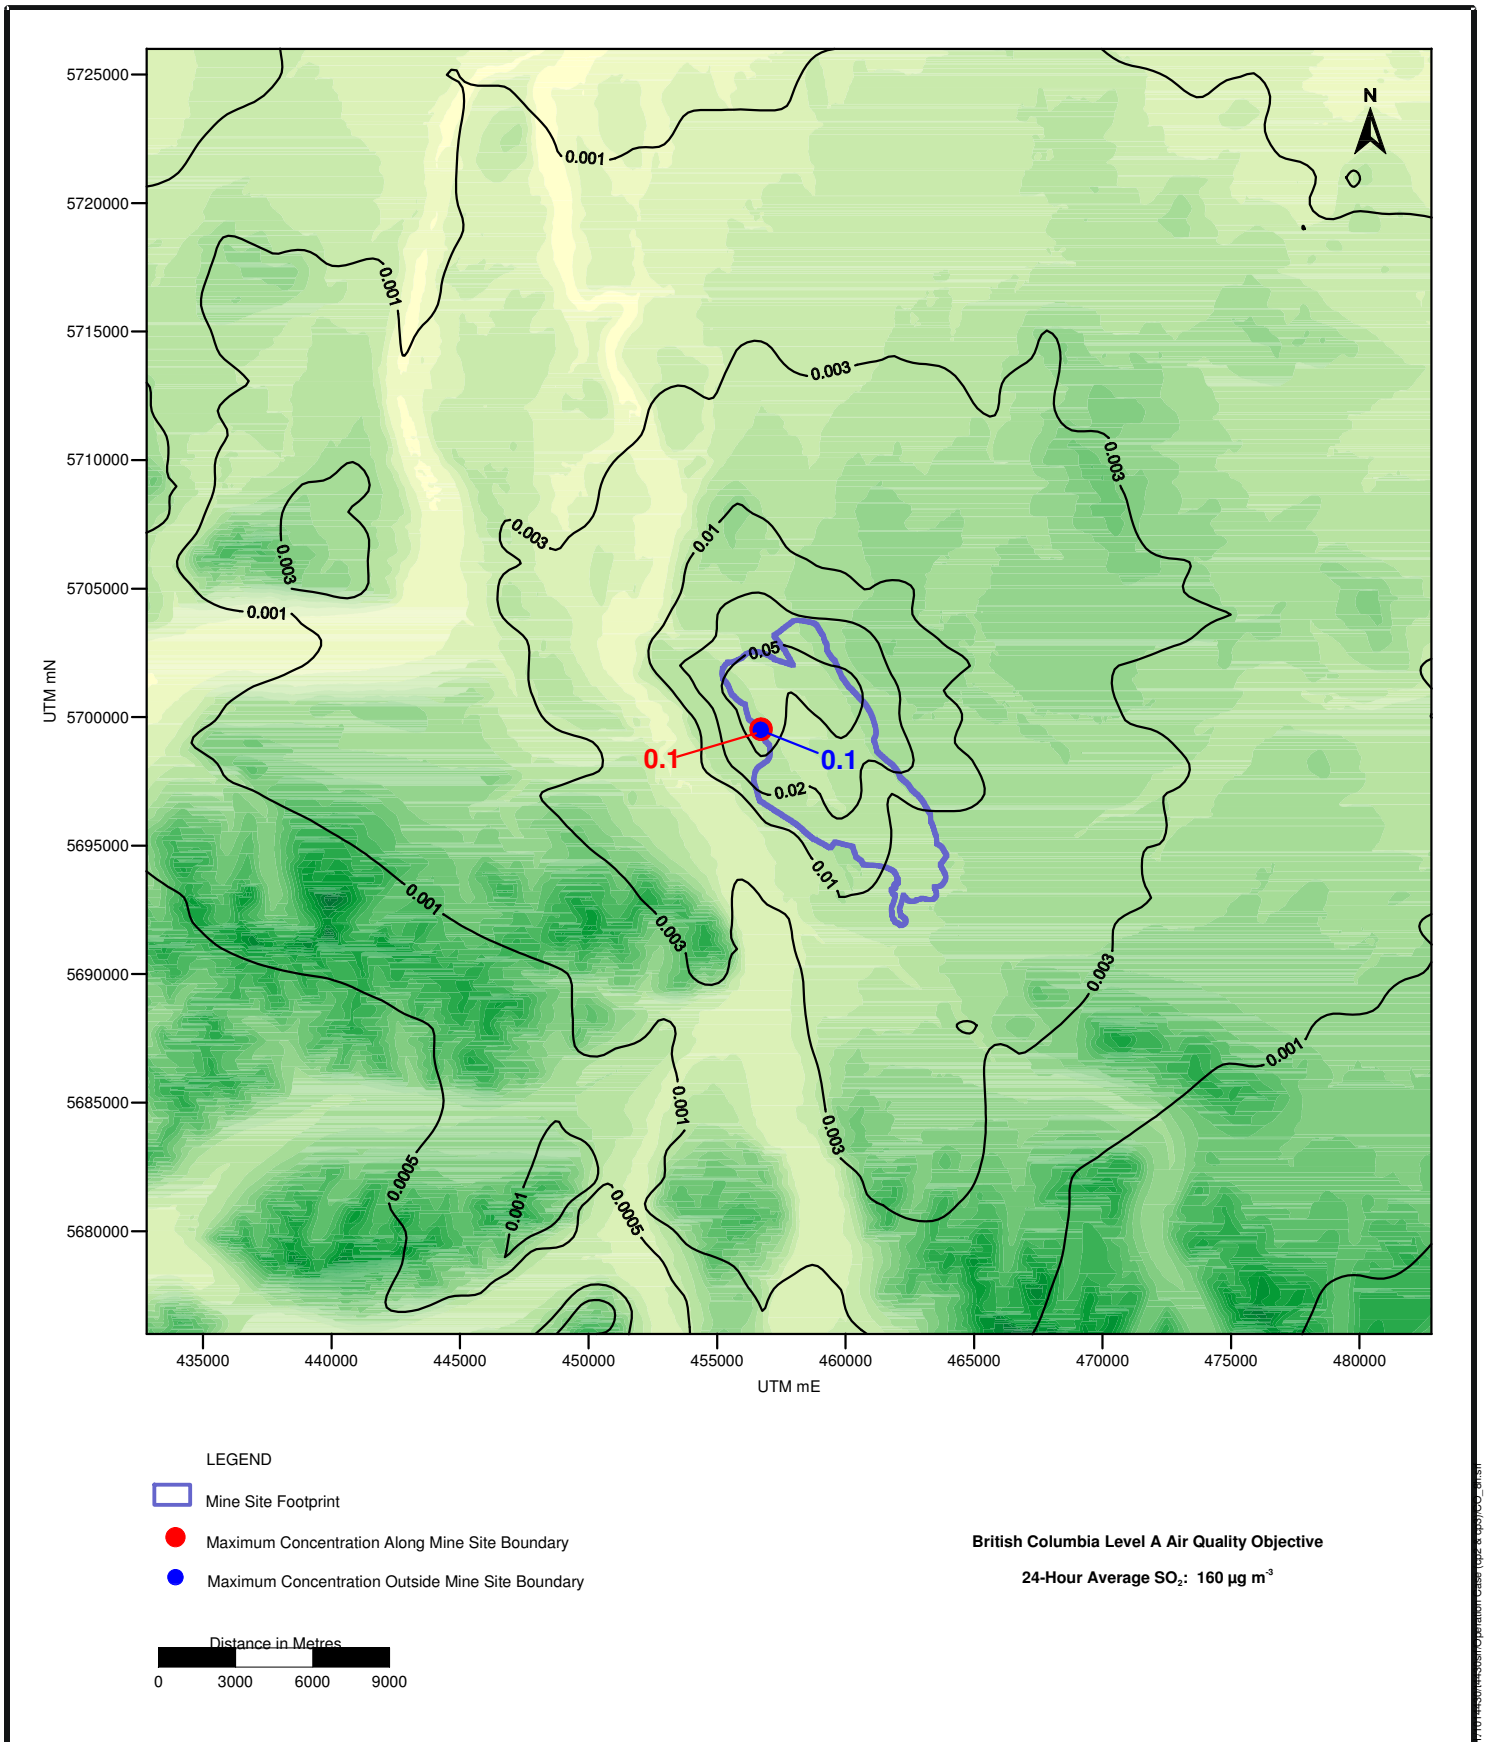 N
5725000
5720000
5715000
5710000
5705000
5700000
5695000
5690000
5685000
5680000
UTM mN
0.001
0.001
0.003
0.003
0.003
0.01
0.003
0.001
0.05
0.1
0.1
0.02
0.01
0.001
0.003
0.003
0.001
0.001
0.003
0.0005
0.001
0.0005
435000 440000 445000 450000 455000 460000 465000 470000 475000 480000
UTM mE
LEGEND
Mine Site Footprint
Maximum Concentration Along Mine Site Boundary
Maximum Concentration Outside Mine Site Boundary
British Columbia Level A Air Quality Objective
24-Hour Average SO₂: 160 µg m⁻³
Distance in Metres
0 3000 6000 9000